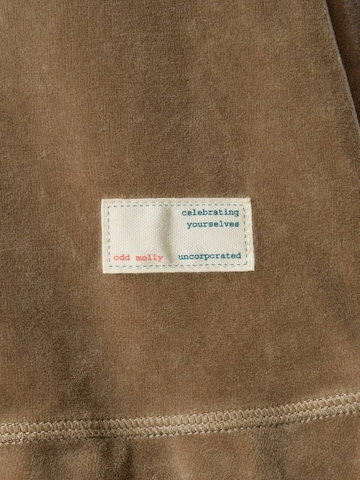 celebrating
yourselves
odd molly uncorporated